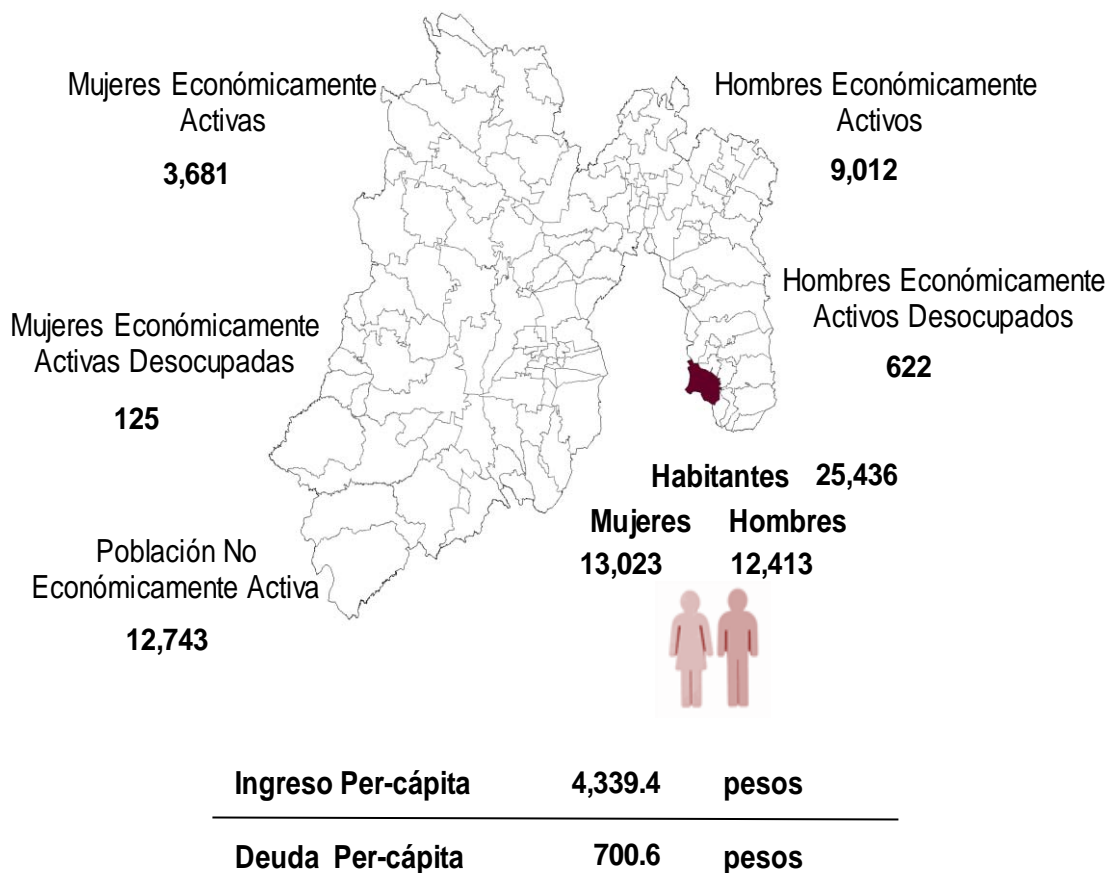 Mujeres Económicamente
Activas
3,681
Hombres Económicamente
Activos
9,012
Mujeres Económicamente
Activas Desocupadas
125
Hombres Económicamente
Activos Desocupados
622
Población No
Económicamente Activa
12,743
Habitantes 25,436
Mujeres Hombres
13,023 12,413
Ingreso Per-cápita 4,339.4 pesos
Deuda Per-cápita 700.6 pesos